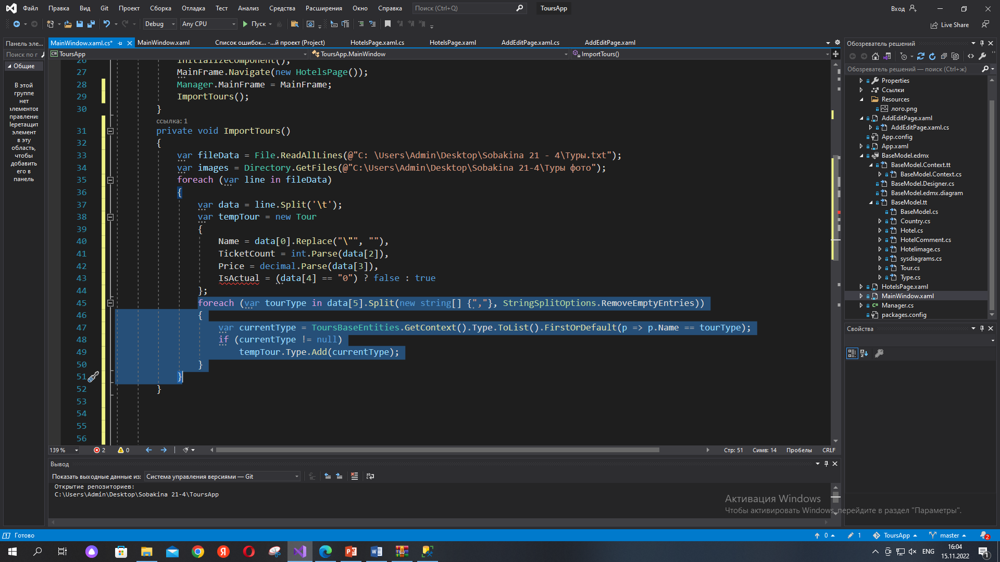 Файл Правка Вид Git Проект Сборка Отладка Тест Анализ Средства Расширения Окно Справка Поиск (Ctrl+Q) ToursApp Вход
Debug Any CPU Пуск Live Share
Панель эле...
Поиск по г
Общие
В этой
группе
нет
элементов
правления
Перетащит
элемент
в эту
область,
чтобы
добавить
его в
панель
MainWindow.xaml.cs* MainWindow.xaml Список ошибок... -...й проект (Project) HotelsPage.xaml.cs HotelsPage.xaml AddEditPage.xaml.cs AddEditPage.xaml
ToursApp ToursApp.MainWindow ImportTours()
26 InitializeComponent();
27 MainFrame.Navigate(new HotelsPage());
28 Manager.MainFrame = MainFrame;
29 ImportTours();
30 }
ссылка: 1
31 private void ImportTours()
32 {
33 var fileData = File.ReadAllLines(@"C: \Users\Admin\Desktop\Sobakina 21 - 4\Туры.txt");
34 var images = Directory.GetFiles(@"C:\Users\Admin\Desktop\Sobakina 21-4\Туры фото");
35 foreach (var line in fileData)
36 {
37 var data = line.Split('\t');
38 var tempTour = new Tour
39 {
40 Name = data[0].Replace("\"", ""),
41 TicketCount = int.Parse(data[2]),
42 Price = decimal.Parse(data[3]),
43 IsActual = (data[4] == "0") ? false : true
44 };
45 foreach (var tourType in data[5].Split(new string[] {","}, StringSplitOptions.RemoveEmptyEntries))
46 {
47 var currentType = ToursBaseEntities.GetContext().Type.ToList().FirstOrDefault(p => p.Name == tourType);
48 if (currentType != null)
49 tempTour.Type.Add(currentType);
50 }
51 }
52 }
53
54
55
56
139 % 2 0 Стр: 51 Симв: 14 Пробелы CRLF
Вывод
Показать выходные данные из: Система управления версиями — Git
Открытие репозиториев:
C:\Users\Admin\Desktop\Sobakina 21-4\ToursApp
Обозреватель решений
Обозреватель решений — поиск (Ctrl+ж)
Properties
Ссылки
Resources
лого.png
AddEditPage.xaml
AddEditPage.xaml.cs
App.config
App.xaml
BaseModel.edmx
BaseModel.Context.tt
BaseModel.Context.cs
BaseModel.Designer.cs
BaseModel.edmx.diagram
BaseModel.tt
BaseModel.cs
Country.cs
Hotel.cs
HotelComment.cs
Hotelimage.cs
sysdiagrams.cs
Tour.cs
Type.cs
HotelsPage.xaml
MainWindow.xaml
Manager.cs
packages.config
Свойства
Активация Windows
Чтобы активировать Windows, перейдите в раздел "Параметры".
Готово 0 1 ToursApp master 2
ENG 16:04
15.11.2022 1